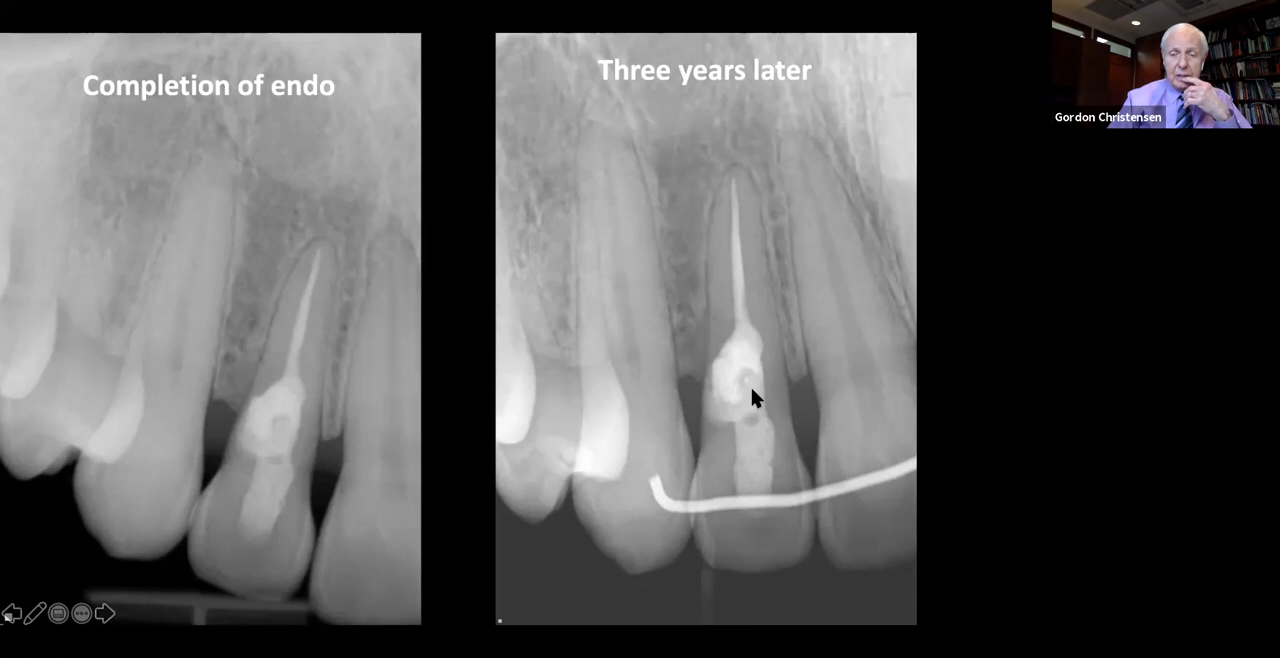 Completion of endo
Three years later
Gordon Christensen